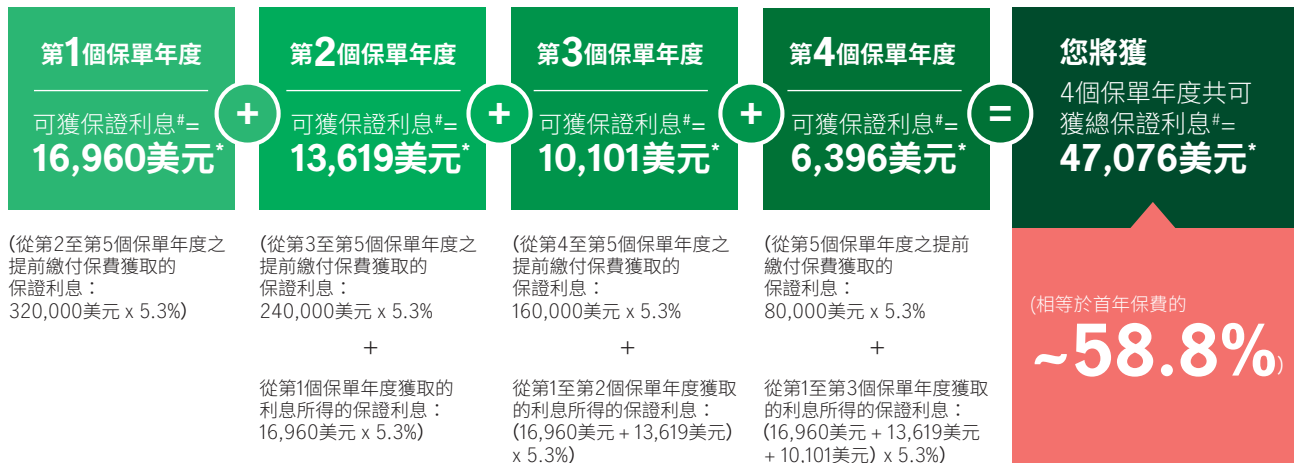 第1個保單年度
可獲保證利息#=
16,960美元*
(從第2至第5個保單年度之
提前繳付保費獲取的
保證利息：
320,000美元 x 5.3%)
+
第2個保單年度
可獲保證利息#=
13,619美元*
(從第3至第5個保單年度之
提前繳付保費獲取的
保證利息：
240,000美元 x 5.3%
+
從第1個保單年度獲取的
利息所得的保證利息：
16,960美元 x 5.3%)
+
第3個保單年度
可獲保證利息#=
10,101美元*
(從第4至第5個保單年度之
提前繳付保費獲取的
保證利息：
160,000美元 x 5.3%
+
從第1至第2個保單年度獲取
的利息所得的保證利息：
(16,960美元 + 13,619美元)
x 5.3%)
+
第4個保單年度
可獲保證利息#=
6,396美元*
(從第5個保單年度之提前
繳付保費獲取的
保證利息：
80,000美元 x 5.3%
+
從第1至第3個保單年度獲取
的利息所得的保證利息：
(16,960美元 + 13,619美元
+ 10,101美元) x 5.3%)
=
您將獲
4個保單年度共可
獲總保證利息#=
47,076美元*
(相等於首年保費的
~58.8%)